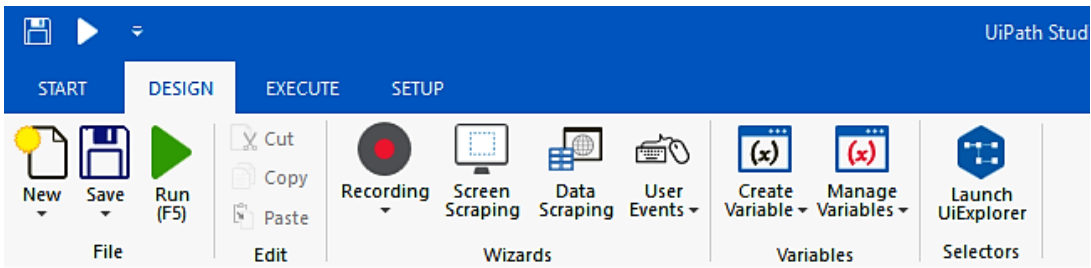 UiPath Stud
START DESIGN EXECUTE SETUP
New Save Run (F5) Cut Copy Paste Recording Screen Scraping Data Scraping User Events Create Variable (x) Manage Variables (x) Launch UiExplorer
File Edit Wizards Variables Selectors